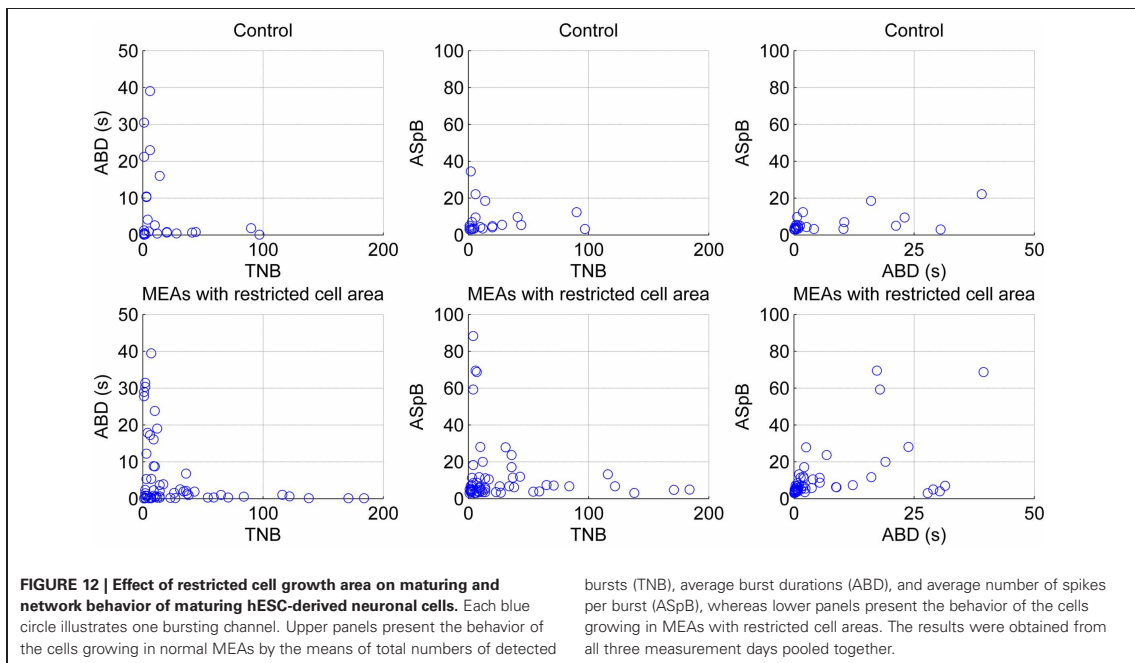 Control
50
40
30
20
10
0
ABD (s)
0
100
200
TNB
Control
100
80
60
40
20
0
ASpB
0
100
200
TNB
Control
100
80
60
40
20
0
ASpB
0
25
50
ABD (s)
MEAs with restricted cell area
50
40
30
20
10
0
ABD (s)
0
100
200
TNB
MEAs with restricted cell area
100
80
60
40
20
0
ASpB
0
100
200
TNB
MEAs with restricted cell area
100
80
60
40
20
0
ASpB
0
25
50
ABD (s)
FIGURE 12 | Effect of restricted cell growth area on maturing and
network behavior of maturing hESC-derived neuronal cells. Each blue
circle illustrates one bursting channel. Upper panels present the behavior of
the cells growing in normal MEAs by the means of total numbers of detected
bursts (TNB), average burst durations (ABD), and average number of spikes
per burst (ASpB), whereas lower panels present the behavior of the cells
growing in MEAs with restricted cell areas. The results were obtained from
all three measurement days pooled together.